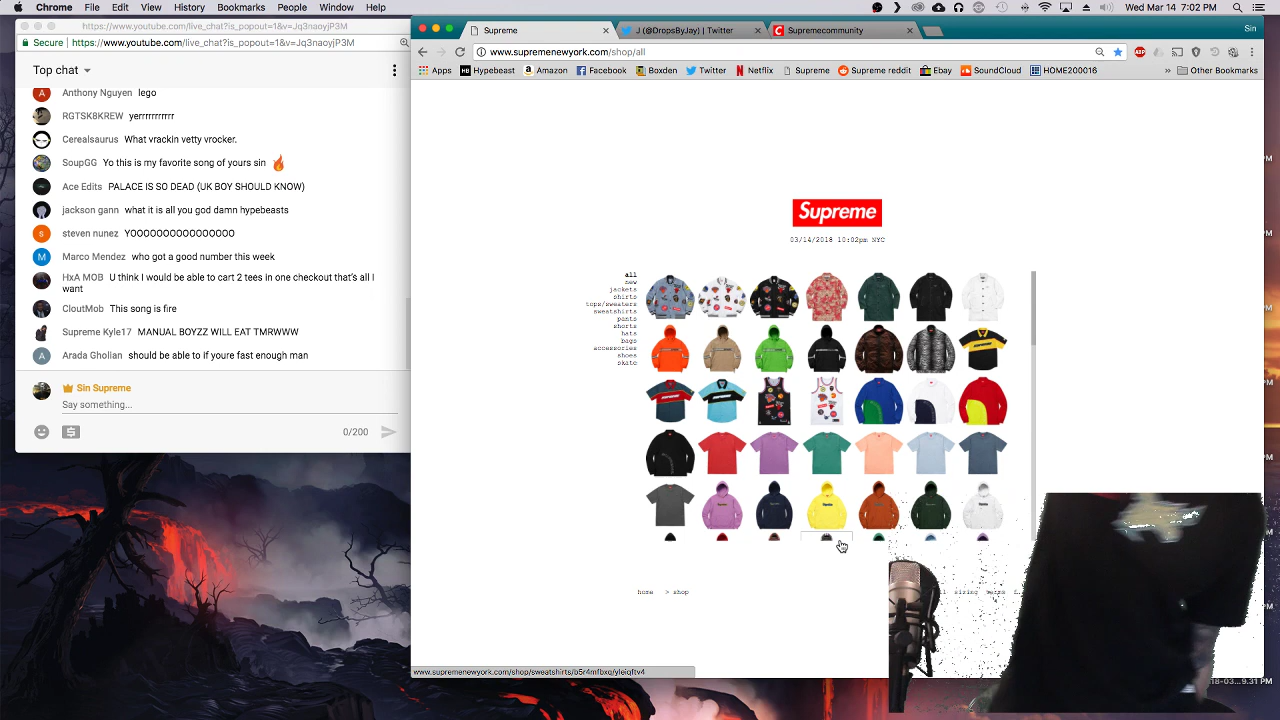 Chrome File Edit View History Bookmarks People Window Help
Wed Mar 14 7:02 PM
https://www.youtube.com/live_chat?is_popout=1&v=Jq3naoyjP3M
Secure https://www.youtube.com/live_chat?is_popout=1&v=Jq3naoyjP3M
Top chat
Anthony Nguyen lego
RGTSK8KREW yerrrrrrrrrr
Cerealsaurus What vrackin vetty vrocker.
SoupGG Yo this is my favorite song of yours sin 🔥
Ace Edits PALACE IS SO DEAD (UK BOY SHOULD KNOW)
jackson gann what it is all you god damn hypebeasts
steven nunez YOOOOOOOOOOOOOOO
Marco Mendez who got a good number this week
HxA MOB U think I would be able to cart 2 tees in one checkout that's all I
want
CloutMob This song is fire
Supreme Kyle17 MANUAL BOYZZ WILL EAT TMRWWW
Arada Gholian should be able to if youre fast enough man
Sin Supreme
Say something...
0/200
Supreme
J (@DropsByJay) | Twitter
Supremecommunity
Sin
www.supremenewyork.com/shop/all
Apps Hypebeast Amazon Facebook Boxden Twitter Netflix Supreme Supreme reddit Ebay SoundCloud HOME200016 » Other Bookmarks
Supreme
03/14/2018 10:02pm NYC
all
new
jackets
shirts
tops/sweaters
sweatshirts
pants
shorts
hats
bags
accessories
shoes
skate
home > shop
sizing terms
www.supremenewyork.com/shop/sweatshirts/b5r4mfbxq/yleiqftv4